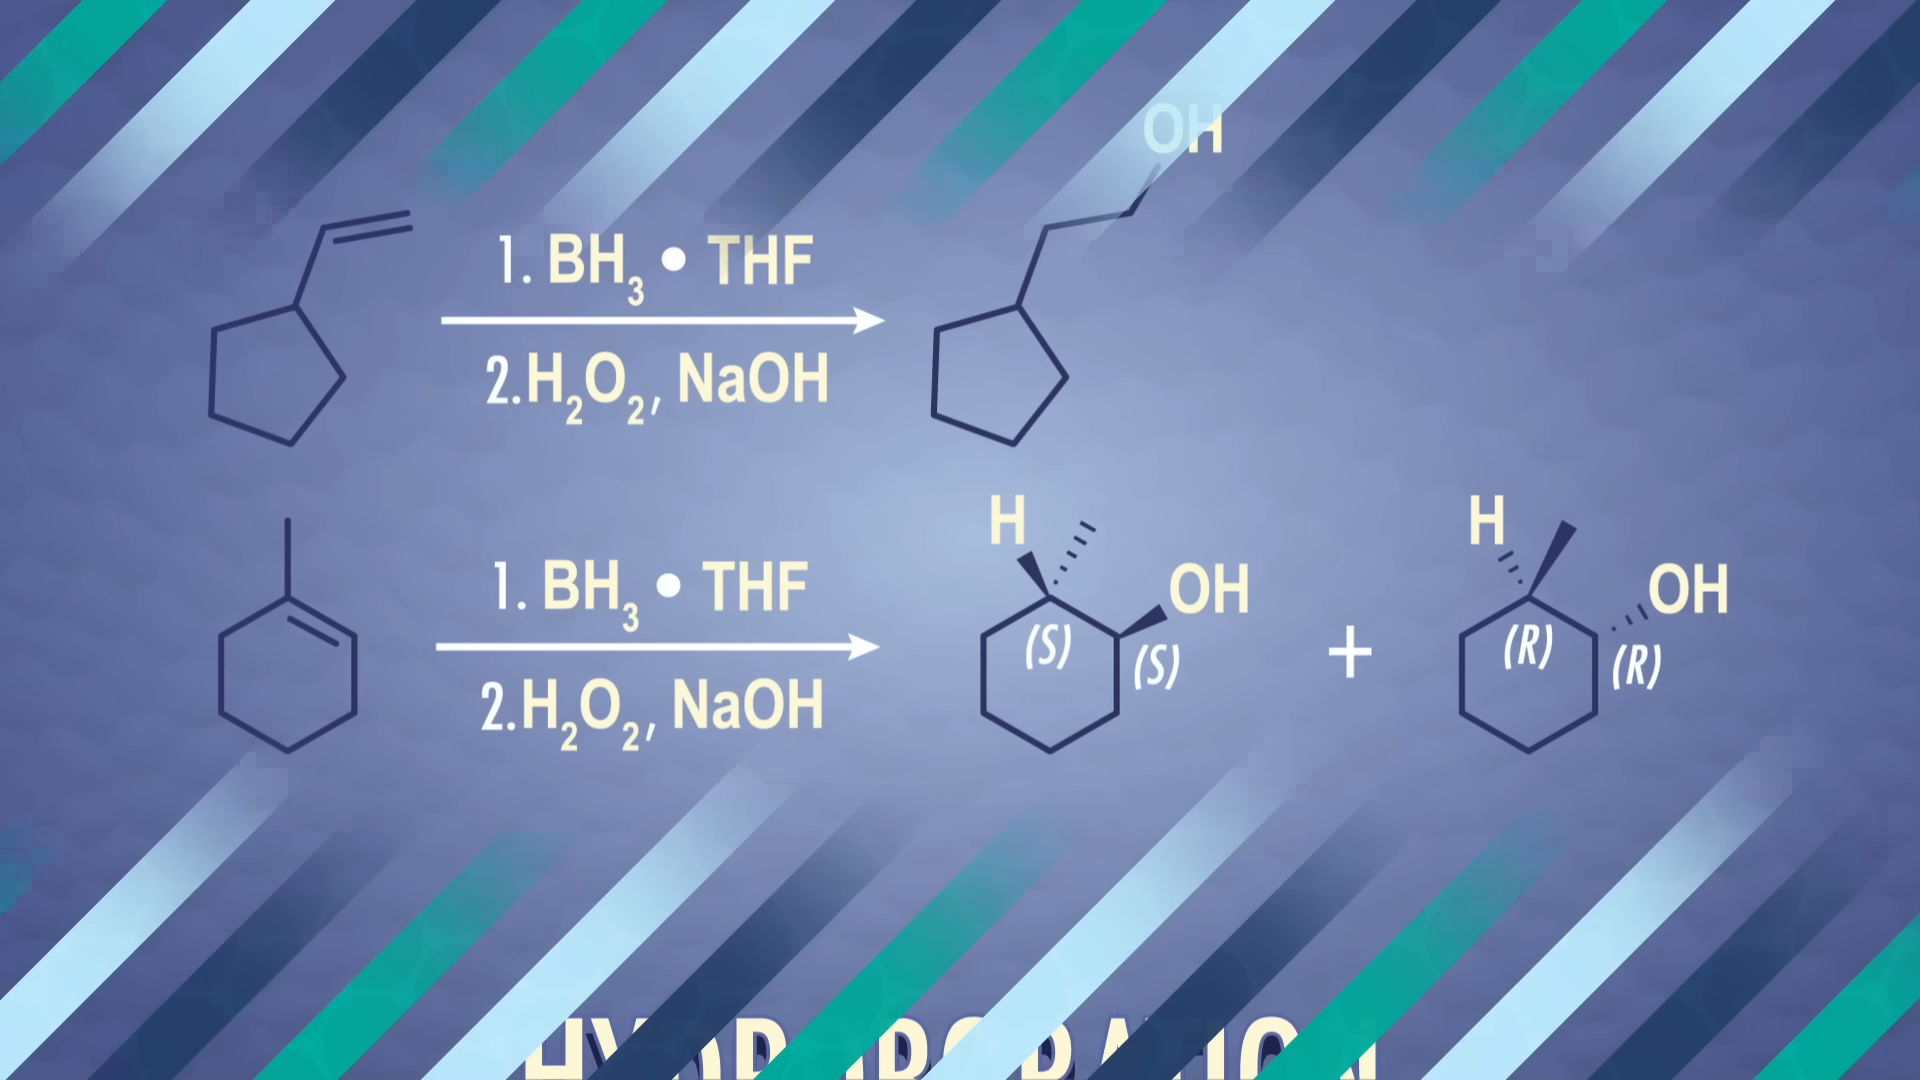 OH
1. BH₃ • THF
2. H₂O₂, NaOH
1. BH₃ • THF
2. H₂O₂, NaOH
H
OH
(S)
(S)
+
H
OH
(R)
(R)